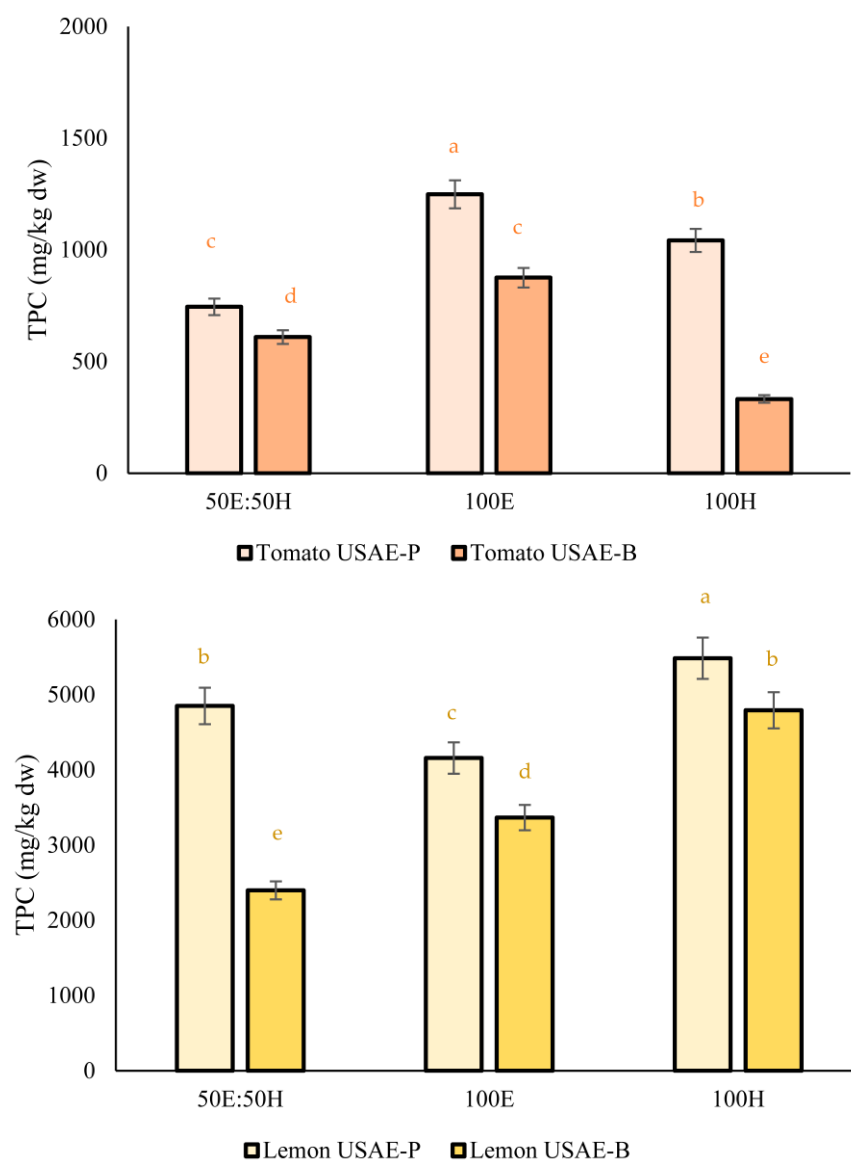 2000
1500
1000
500
0
TPC (mg/kg dw)
c
d
a
c
b
e
50E:50H 100E 100H
Tomato USAE-P Tomato USAE-B
6000
5000
4000
3000
2000
1000
0
TPC (mg/kg dw)
b
e
c
d
a
b
50E:50H 100E 100H
Lemon USAE-P Lemon USAE-B